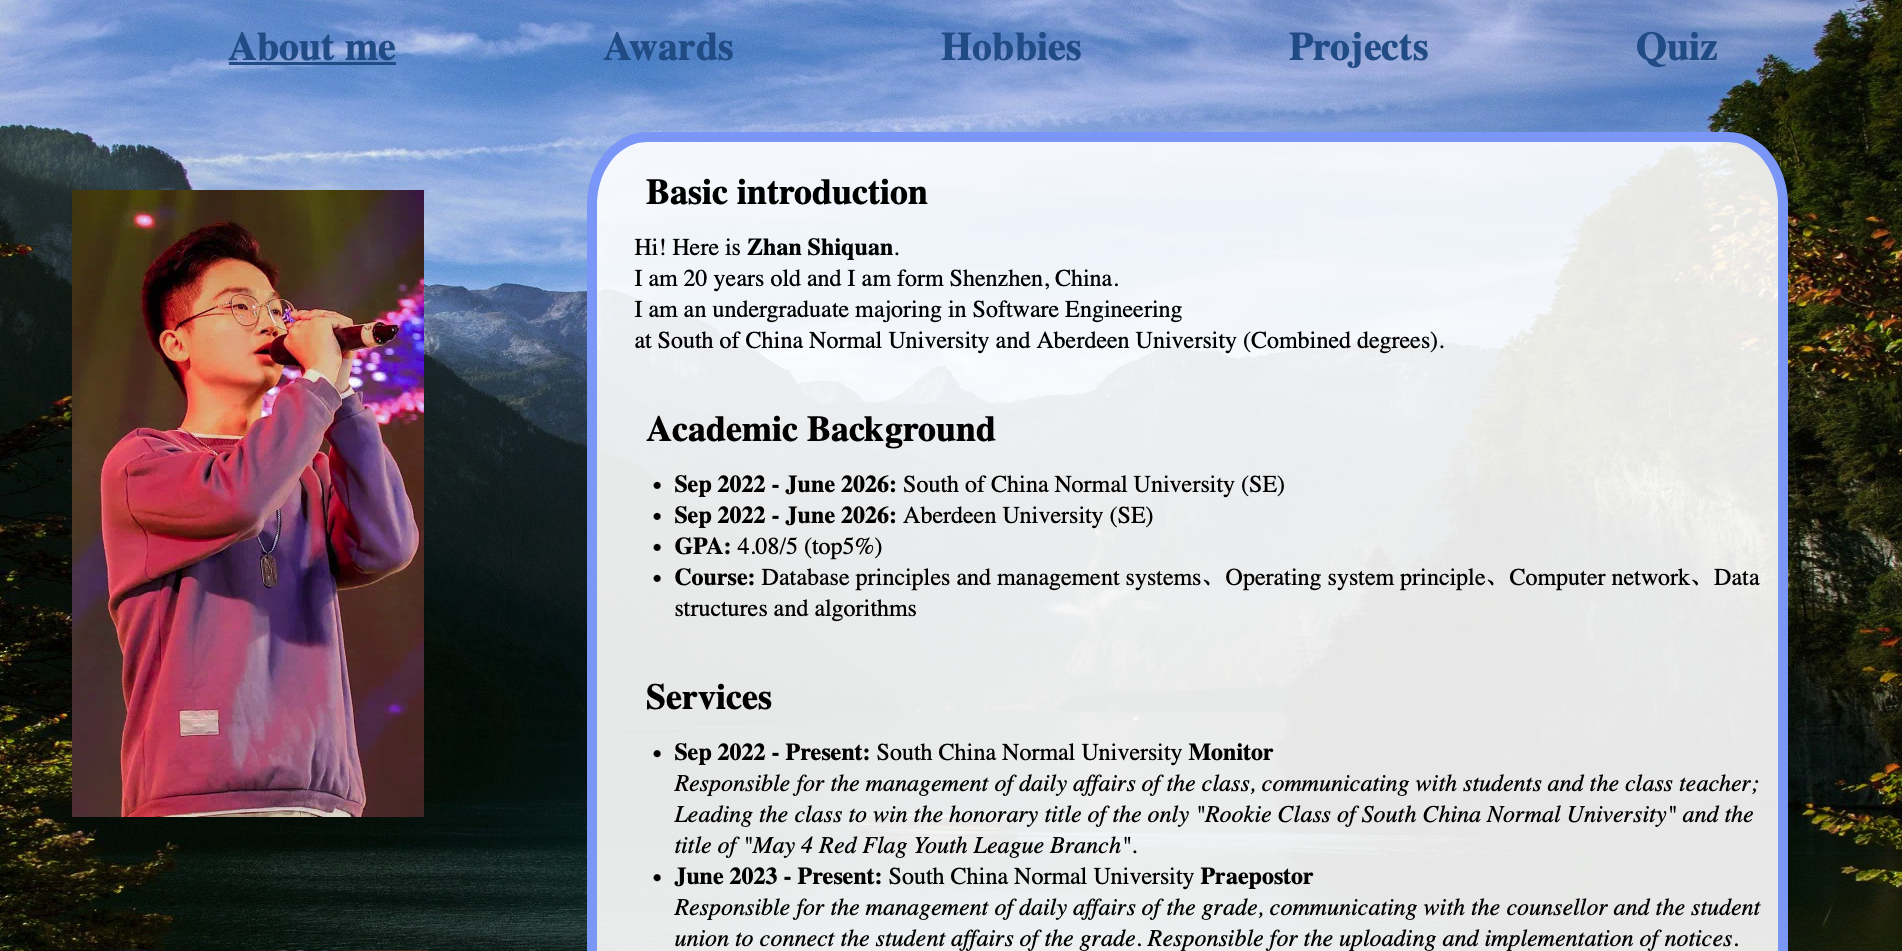 About me Awards Hobbies Projects Quiz
Basic introduction
Hi! Here is Zhan Shiquan.
I am 20 years old and I am form Shenzhen, China.
I am an undergraduate majoring in Software Engineering
at South of China Normal University and Aberdeen University (Combined degrees).
Academic Background
• Sep 2022 - June 2026: South of China Normal University (SE)
• Sep 2022 - June 2026: Aberdeen University (SE)
• GPA: 4.08/5 (top5%)
• Course: Database principles and management systems、Operating system principle、Computer network、Data
structures and algorithms
Services
• Sep 2022 - Present: South China Normal University Monitor
Responsible for the management of daily affairs of the class, communicating with students and the class teacher;
Leading the class to win the honorary title of the only "Rookie Class of South China Normal University" and the
title of "May 4 Red Flag Youth League Branch".
• June 2023 - Present: South China Normal University Praepostor
Responsible for the management of daily affairs of the grade, communicating with the counsellor and the student
union to connect the student affairs of the grade. Responsible for the uploading and implementation of notices.